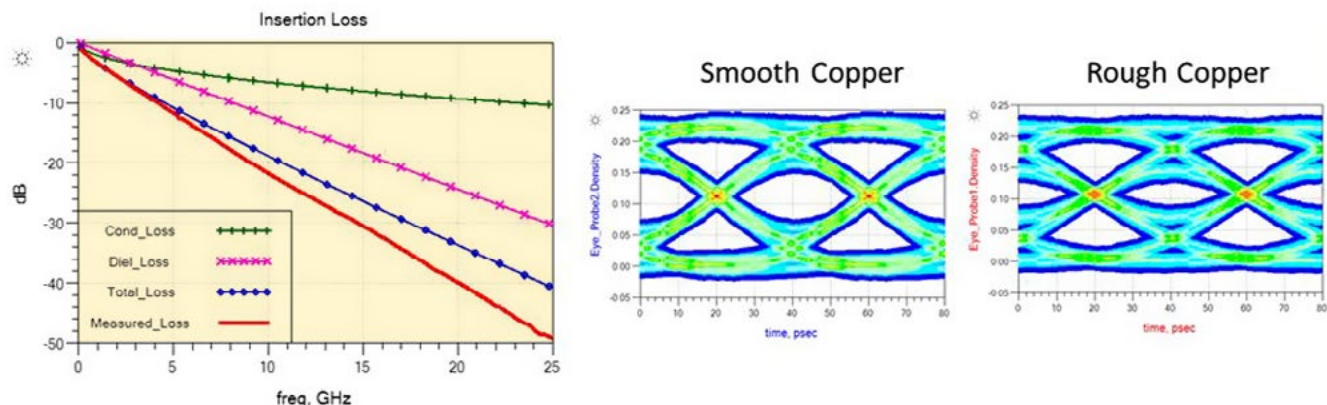 Insertion Loss
0
-10
-20
-30
-40
-50
dB
Cond_Loss
Diel_Loss
Total_Loss
Measured_Loss
0 5 10 15 20 25
freq, GHz
Smooth Copper
0.25
0.20
0.15
0.10
0.05
0.00
-0.05
Eye_Probe2.Density
0 10 20 30 40 50 60 70 80
time, psec
Rough Copper
0.25
0.20
0.15
0.10
0.05
0.00
-0.05
Eye_Probe1.Density
0 10 20 30 40 50 60 70 80
time, psec